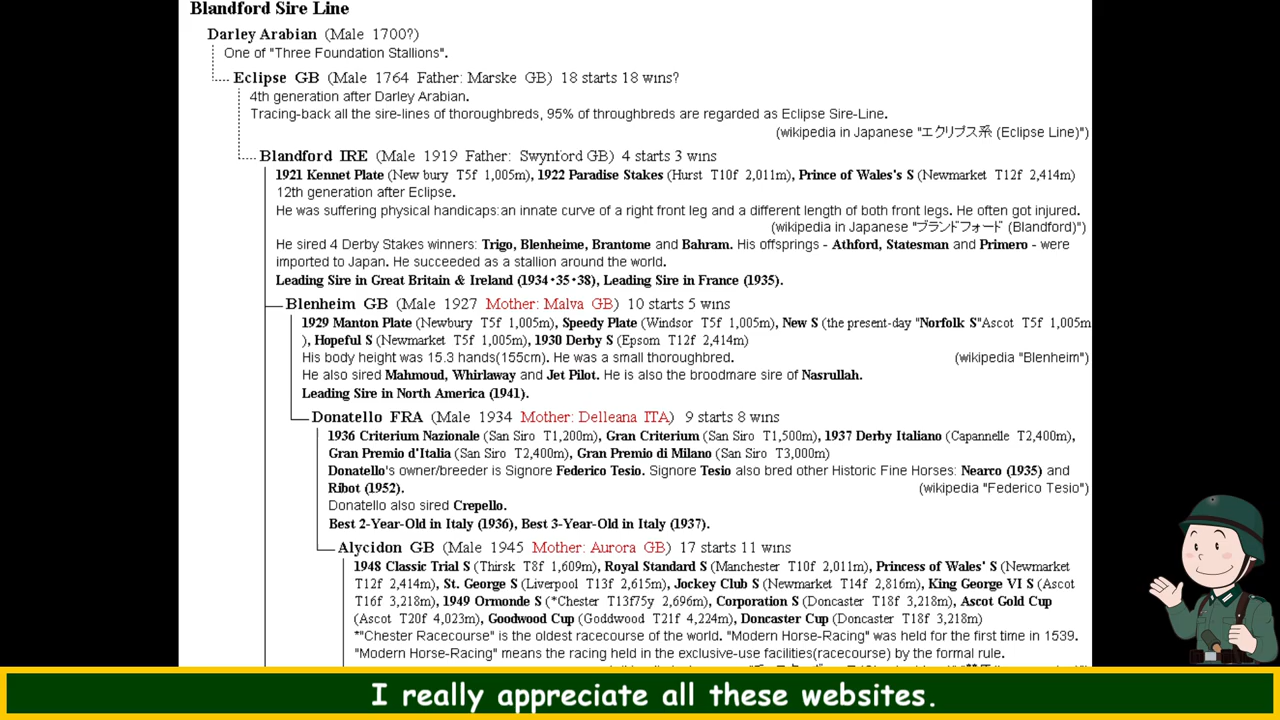 Blandford Sire Line
Darley Arabian (Male 1700?)
One of "Three Foundation Stallions".
Eclipse GB (Male 1764 Father: Marske GB) 18 starts 18 wins?
4th generation after Darley Arabian.
Tracing-back all the sire-lines of thoroughbreds, 95% of throughbreds are regarded as Eclipse Sire-Line.
(wikipedia in Japanese "エクリプス系 (Eclipse Line)")
Blandford IRE (Male 1919 Father: Swynford GB) 4 starts 3 wins
1921 Kennet Plate (New bury T5f 1,005m), 1922 Paradise Stakes (Hurst T10f 2,011m), Prince of Wales's S (Newmarket T12f 2,414m)
12th generation after Eclipse.
He was suffering physical handicaps:an innate curve of a right front leg and a different length of both front legs. He often got injured.
(wikipedia in Japanese "ブランドフォード (Blandford)")
He sired 4 Derby Stakes winners: Trigo, Blenheime, Brantome and Bahram. His offsprings - Athford, Statesman and Primero - were
imported to Japan. He succeeded as a stallion around the world.
Leading Sire in Great Britain & Ireland (1934・35・38), Leading Sire in France (1935).
Blenheim GB (Male 1927 Mother: Malva GB) 10 starts 5 wins
1929 Manton Plate (Newbury T5f 1,005m), Speedy Plate (Windsor T5f 1,005m), New S (the present-day "Norfolk S"Ascot T5f 1,005m
), Hopeful S (Newmarket T5f 1,005m), 1930 Derby S (Epsom T12f 2,414m)
His body height was 15.3 hands(155cm). He was a small thoroughbred. (wikipedia "Blenheim")
He also sired Mahmoud, Whirlaway and Jet Pilot. He is also the broodmare sire of Nasrullah.
Leading Sire in North America (1941).
Donatello FRA (Male 1934 Mother: Delleana ITA) 9 starts 8 wins
1936 Criterium Nazionale (San Siro T1,200m), Gran Criterium (San Siro T1,500m), 1937 Derby Italiano (Capannelle T2,400m),
Gran Premio d'Italia (San Siro T2,400m), Gran Premio di Milano (San Siro T3,000m)
Donatello's owner/breeder is Signore Federico Tesio. Signore Tesio also bred other Historic Fine Horses: Nearco (1935) and
Ribot (1952). (wikipedia "Federico Tesio")
Donatello also sired Crepello.
Best 2-Year-Old in Italy (1936), Best 3-Year-Old in Italy (1937).
Alycidon GB (Male 1945 Mother: Aurora GB) 17 starts 11 wins
1948 Classic Trial S (Thirsk T8f 1,609m), Royal Standard S (Manchester T10f 2,011m), Princess of Wales' S (Newmarket
T12f 2,414m), St. George S (Liverpool T13f 2,615m), Jockey Club S (Newmarket T14f 2,816m), King George VI S (Ascot
T16f 3,218m), 1949 Ormonde S (*Chester T13f75y 2,696m), Corporation S (Doncaster T18f 3,218m), Ascot Gold Cup
(Ascot T20f 4,023m), Goodwood Cup (Goddwood T21f 4,224m), Doncaster Cup (Doncaster T18f 3,218m)
*"Chester Racecourse" is the oldest racecourse of the world. "Modern Horse-Racing" was held for the first time in 1539.
"Modern Horse-Racing" means the racing held in the exclusive-use facilities(racecourse) by the formal rule.
I really appreciate all these websites.